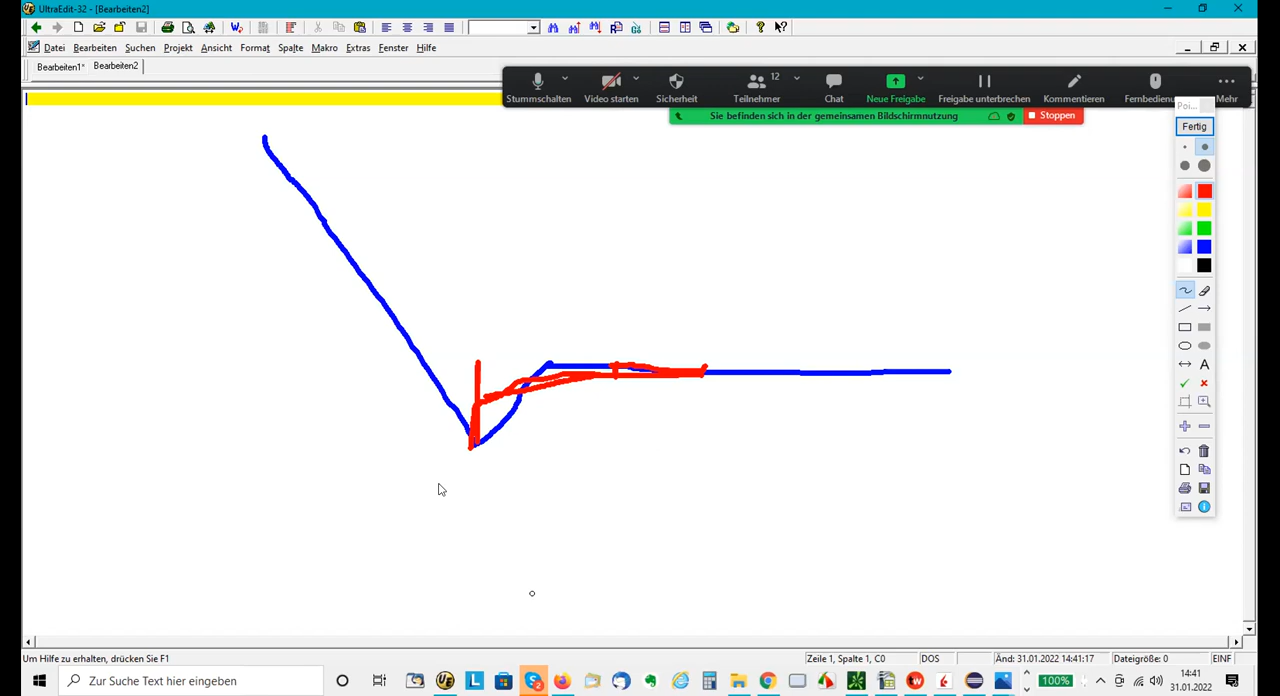 UltraEdit-32 - [Bearbeiten2]
Datei Bearbeiten Suchen Projekt Ansicht Format Spalte Makro Extras Fenster Hilfe
Bearbeiten1* Bearbeiten2
12
Stummschalten Video starten Sicherheit Teilnehmer Chat Neue Freigabe Freigabe unterbrechen Kommentieren Fernbedienu Mehr
Sie befinden sich in der gemeinsamen Bildschirmnutzung Stoppen
Poi...
Fertig
A
Um Hilfe zu erhalten, drücken Sie F1 Zeile 1, Spalte 1, C0 DOS Änd: 31.01.2022 14:41:17 Dateigröße: 0 EINF
Zur Suche Text hier eingeben 100% 14:41
31.01.2022